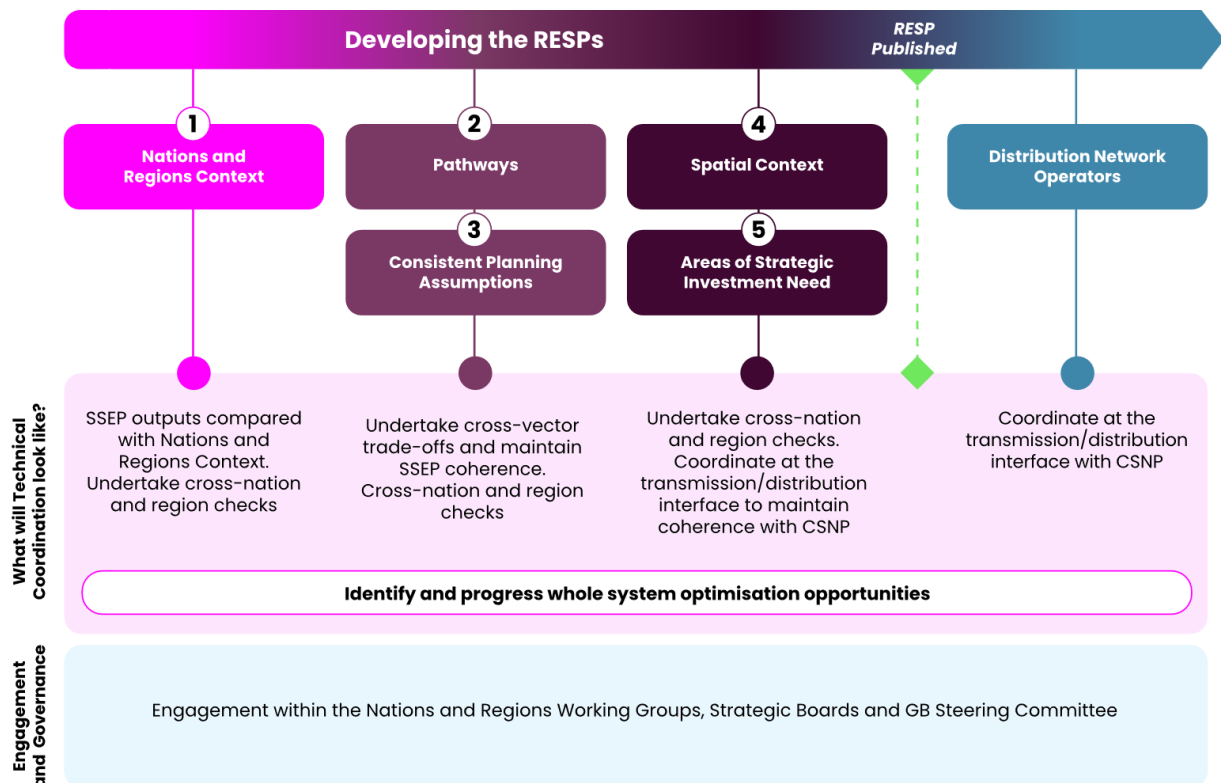 Developing the RESPs
RESP
Published
1
Nations and
Regions Context
2
Pathways
3
Consistent Planning
Assumptions
4
Spatial Context
5
Areas of Strategic
Investment Need
Distribution Network
Operators
What will Technical
Coordination look like?
SSEP outputs compared
with Nations and
Regions Context.
Undertake cross-nation
and region checks
Undertake cross-vector
trade-offs and maintain
SSEP coherence.
Cross-nation and region
checks
Undertake cross-nation
and region checks.
Coordinate at the
transmission/distribution
interface to maintain
coherence with CSNP
Coordinate at the
transmission/distribution
interface with CSNP
Identify and progress whole system optimisation opportunities
Engagement
and Governance
Engagement within the Nations and Regions Working Groups, Strategic Boards and GB Steering Committee